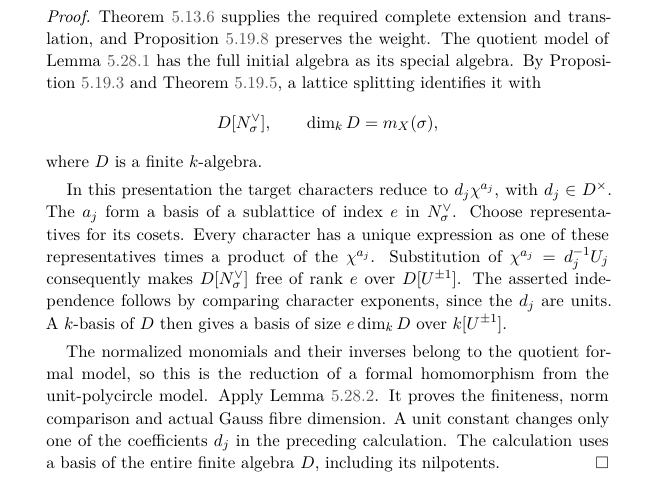 Proof. Theorem 5.13.6 supplies the required complete extension and trans-
lation, and Proposition 5.19.8 preserves the weight. The quotient model of
Lemma 5.28.1 has the full initial algebra as its special algebra. By Proposi-
tion 5.19.3 and Theorem 5.19.5, a lattice splitting identifies it with
D[N_σ^∨],    dim_k D = m_X(σ),
where D is a finite k-algebra.
In this presentation the target characters reduce to d_jχ^{a_j}, with d_j ∈ D^×.
The a_j form a basis of a sublattice of index e in N_σ^∨. Choose representa-
tives for its cosets. Every character has a unique expression as one of these
representatives times a product of the χ^{a_j}. Substitution of χ^{a_j} = d_j^{-1}U_j
consequently makes D[N_σ^∨] free of rank e over D[U^{±1}]. The asserted inde-
pendence follows by comparing character exponents, since the d_j are units.
A k-basis of D then gives a basis of size e dim_k D over k[U^{±1}].
The normalized monomials and their inverses belong to the quotient for-
mal model, so this is the reduction of a formal homomorphism from the
unit-polycircle model. Apply Lemma 5.28.2. It proves the finiteness, norm
comparison and actual Gauss fibre dimension. A unit constant changes only
one of the coefficients d_j in the preceding calculation. The calculation uses
a basis of the entire finite algebra D, including its nilpotents. □